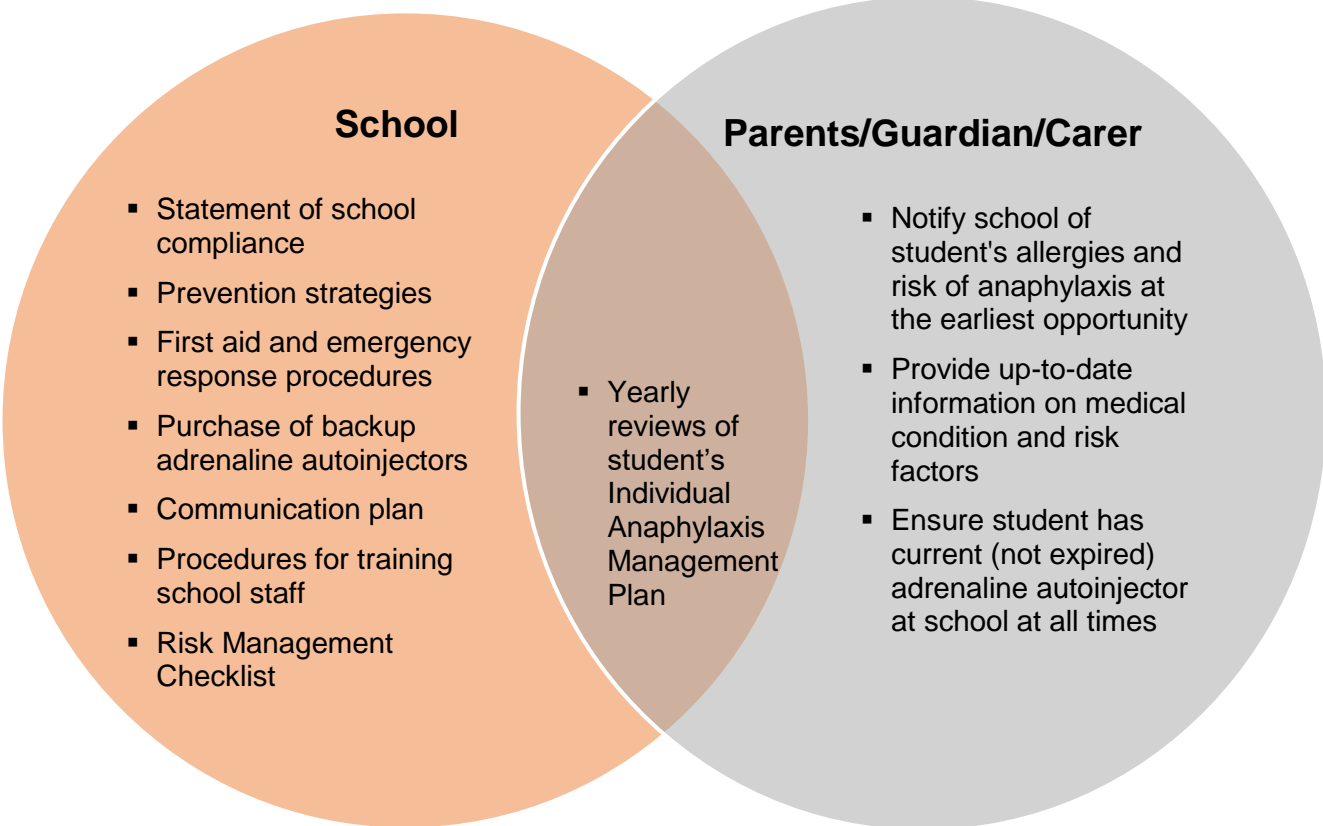 School
▪ Statement of school
compliance
▪ Prevention strategies
▪ First aid and emergency
response procedures
▪ Purchase of backup
adrenaline autoinjectors
▪ Communication plan
▪ Procedures for training
school staff
▪ Risk Management
Checklist
▪ Yearly
reviews of
student’s
Individual
Anaphylaxis
Management
Plan
Parents/Guardian/Carer
▪ Notify school of
student's allergies and
risk of anaphylaxis at
the earliest opportunity
▪ Provide up-to-date
information on medical
condition and risk
factors
▪ Ensure student has
current (not expired)
adrenaline autoinjector
at school at all times